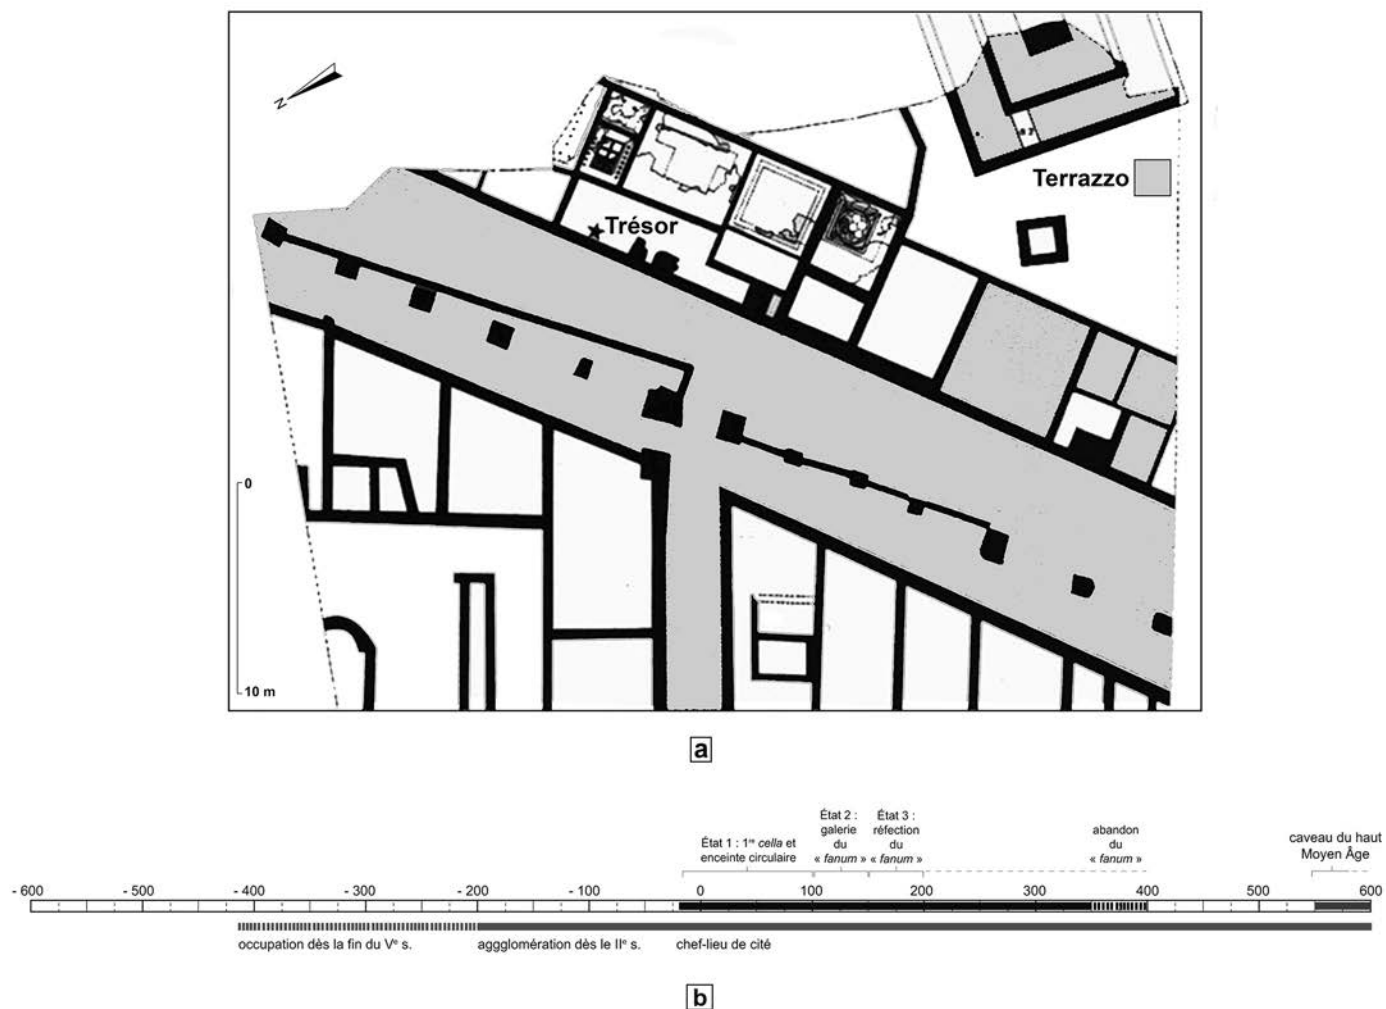 N
Trésor
Terrazzo
0
10 m
a
État 1 : 1re cella et
enceinte circulaire
État 2 :
galerie
du
« fanum »
État 3 :
réfection
du
« fanum »
abandon
du
« fanum »
caveau du haut
Moyen Âge
- 600 - 500 - 400 - 300 - 200 - 100 0 100 200 300 400 500 600
occupation dès la fin du Ve s. aggglomération dès le IIe s. chef-lieu de cité
b